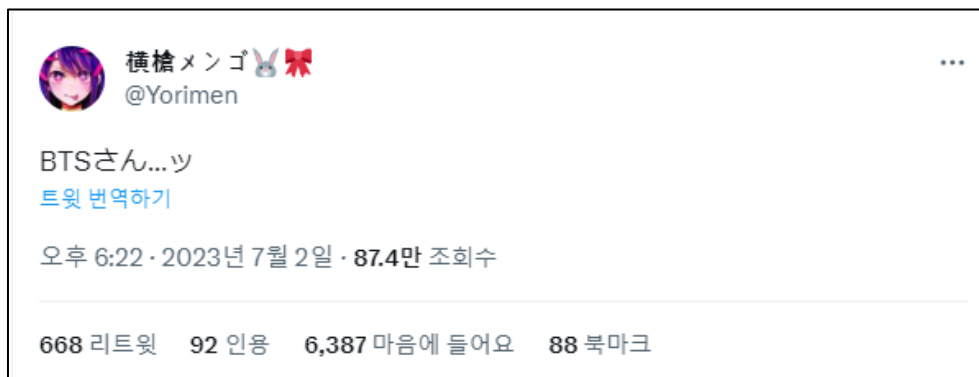 横槍メンゴ🐰🎀
@Yorimen
BTSさん...ッ
트윗 번역하기
오후 6:22 · 2023년 7월 2일 · 87.4만 조회수
668 리트윗 92 인용 6,387 마음에 들어요 88 북마크